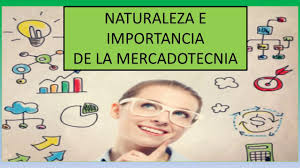 NATURALEZA E
IMPORTANCIA
DE LA MERCADOTECNIA